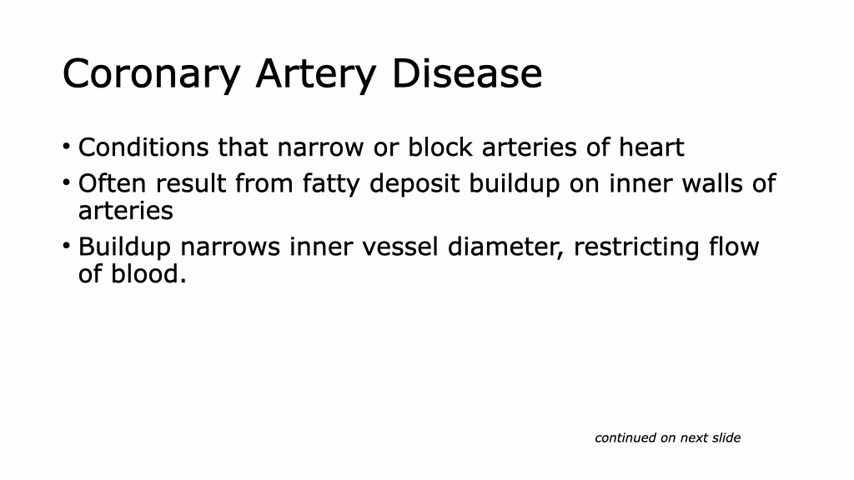 Coronary Artery Disease
• Conditions that narrow or block arteries of heart
• Often result from fatty deposit buildup on inner walls of
arteries
• Buildup narrows inner vessel diameter, restricting flow
of blood.
continued on next slide